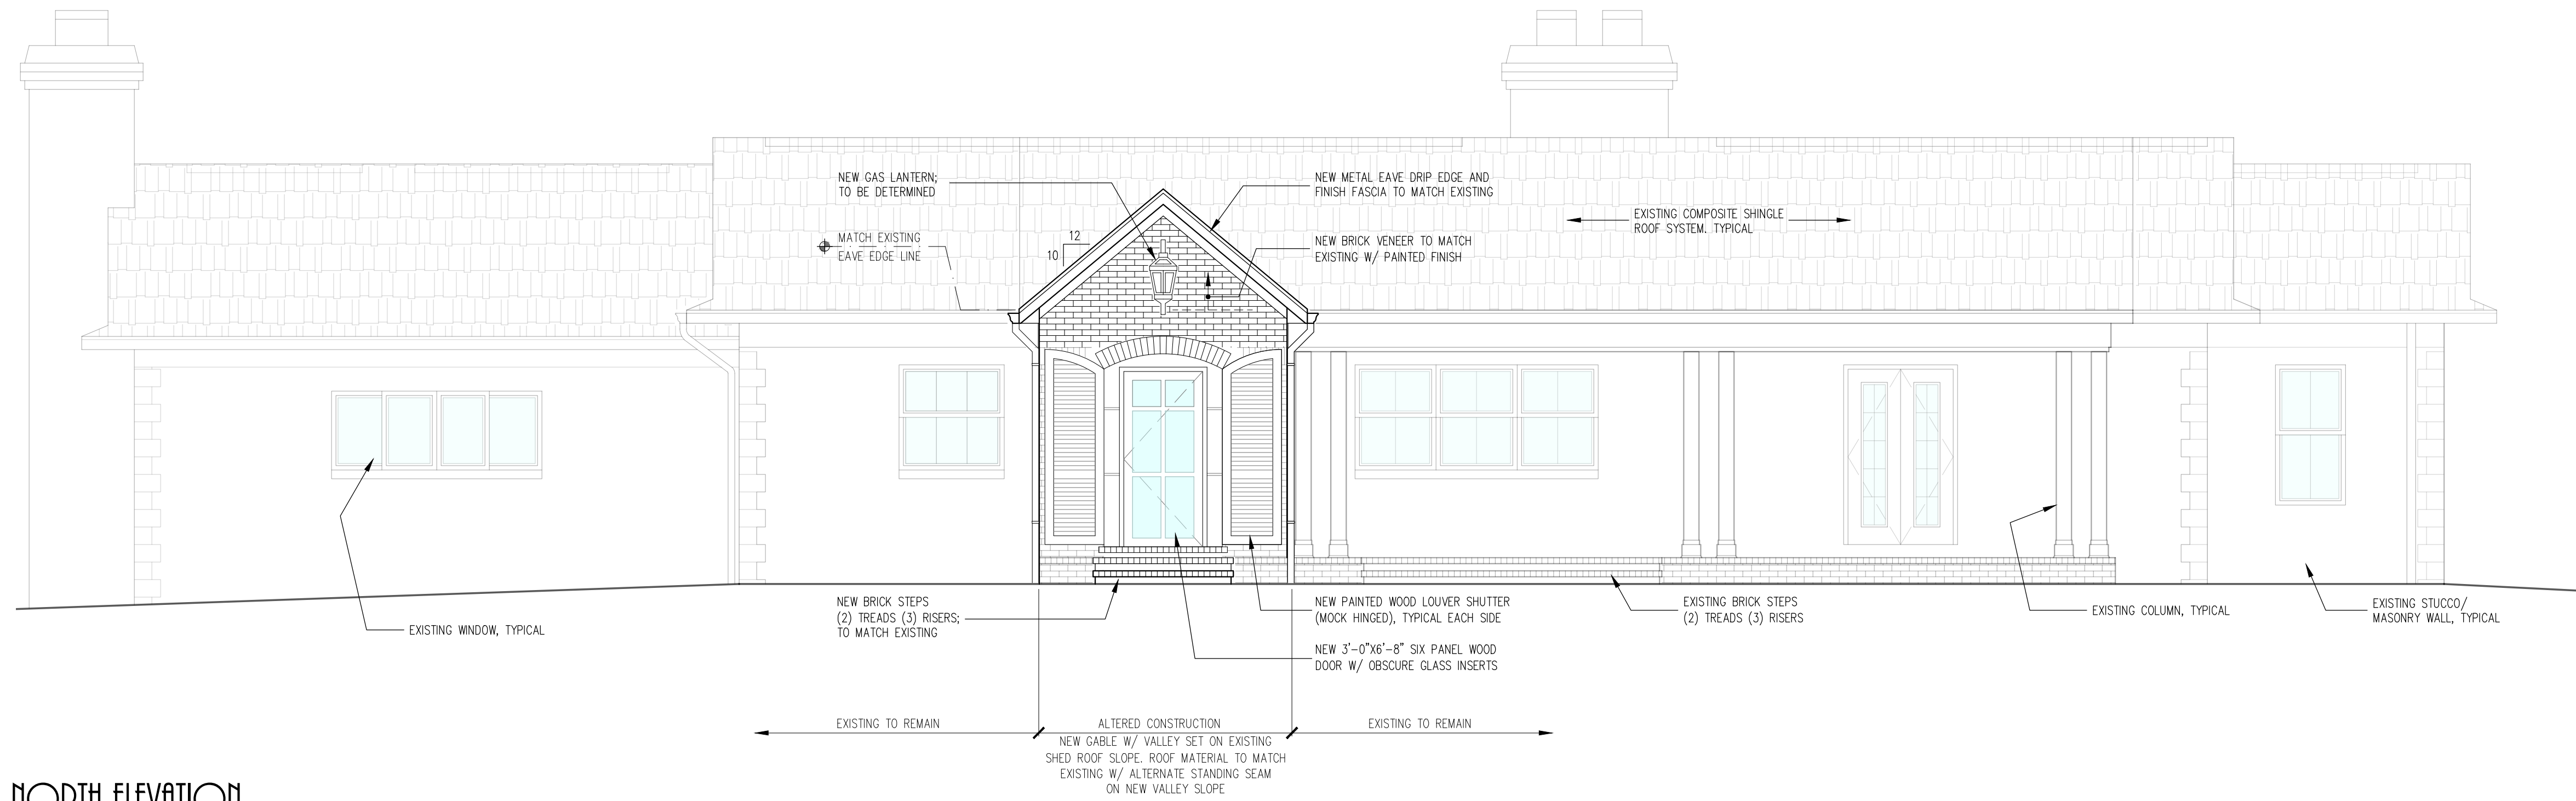 NEW GAS LANTERN;
TO BE DETERMINED
MATCH EXISTING
EAVE EDGE LINE
12
10
NEW METAL EAVE DRIP EDGE AND
FINISH FASCIA TO MATCH EXISTING
NEW BRICK VENEER TO MATCH
EXISTING W/ PAINTED FINISH
EXISTING COMPOSITE SHINGLE
ROOF SYSTEM. TYPICAL
EXISTING WINDOW, TYPICAL
NEW BRICK STEPS
(2) TREADS (3) RISERS;
TO MATCH EXISTING
NEW PAINTED WOOD LOUVER SHUTTER
(MOCK HINGED), TYPICAL EACH SIDE
NEW 3'-0"X6'-8" SIX PANEL WOOD
DOOR W/ OBSCURE GLASS INSERTS
EXISTING BRICK STEPS
(2) TREADS (3) RISERS
EXISTING COLUMN, TYPICAL
EXISTING STUCCO/
MASONRY WALL, TYPICAL
EXISTING TO REMAIN
ALTERED CONSTRUCTION
NEW GABLE W/ VALLEY SET ON EXISTING
SHED ROOF SLOPE. ROOF MATERIAL TO MATCH
EXISTING W/ ALTERNATE STANDING SEAM
ON NEW VALLEY SLOPE
EXISTING TO REMAIN
NORTH ELEVATION